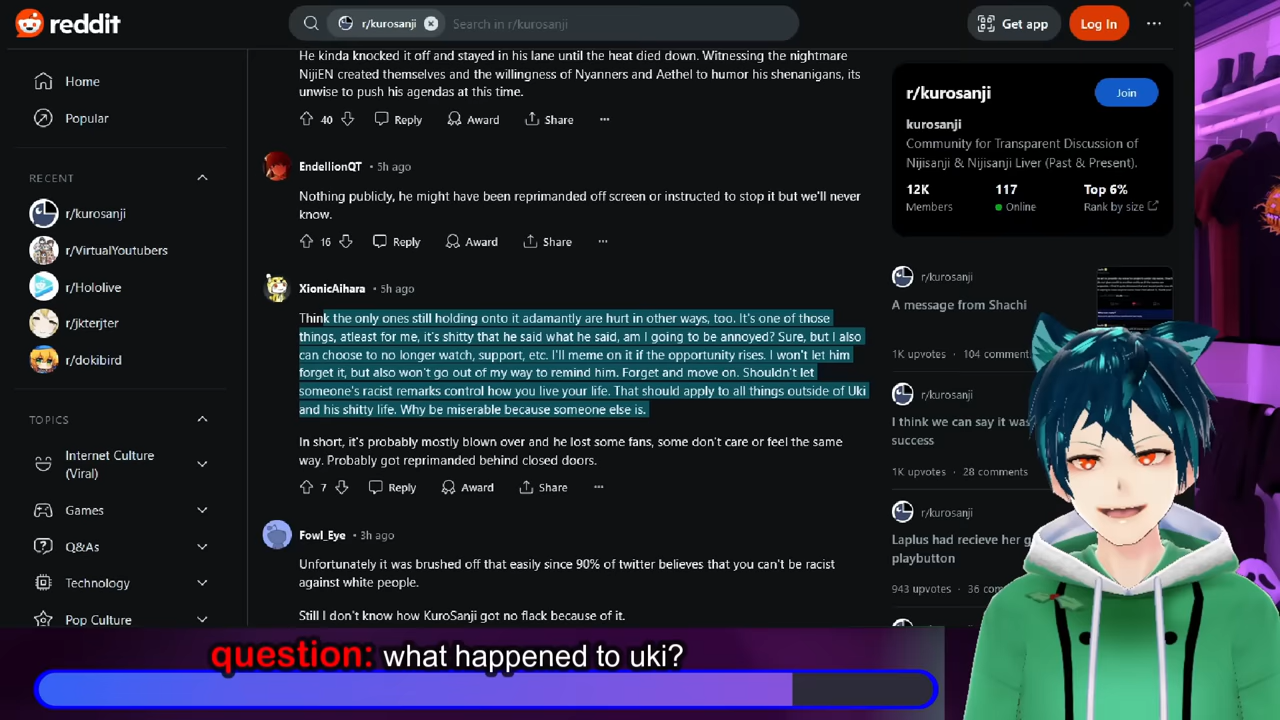 reddit
r/kurosanji
Search in r/kurosanji
Get app
Log In
Home
Popular
RECENT
r/kurosanji
r/VirtualYoutubers
r/Hololive
r/jkterjter
r/dokibird
TOPICS
Internet Culture
(Viral)
Games
Q&As
Technology
Pop Culture
He kinda knocked it off and stayed in his lane until the heat died down. Witnessing the nightmare
NijiEN created themselves and the willingness of Nyanners and Aethel to humor his shenanigans, its
unwise to push his agendas at this time.
40 Reply Award Share
EndellionQT • 5h ago
Nothing publicly, he might have been reprimanded off screen or instructed to stop it but we'll never
know.
16 Reply Award Share
XionicAihara • 5h ago
Think the only ones still holding onto it adamantly are hurt in other ways, too. It's one of those
things, atleast for me, it's shitty that he said what he said, am I going to be annoyed? Sure, but I also
can choose to no longer watch, support, etc. I'll meme on it if the opportunity rises. I won't let him
forget it, but also won't go out of my way to remind him. Forget and move on. Shouldn't let
someone's racist remarks control how you live your life. That should apply to all things outside of Uki
and his shitty life. Why be miserable because someone else is.
In short, it's probably mostly blown over and he lost some fans, some don't care or feel the same
way. Probably got reprimanded behind closed doors.
7 Reply Award Share
Fowl_Eye • 3h ago
Unfortunately it was brushed off that easily since 90% of twitter believes that you can't be racist
against white people.
Still I don't know how KuroSanji got no flack because of it.
r/kurosanji
Join
kurosanji
Community for Transparent Discussion of
Nijisanji & Nijisanji Liver (Past & Present).
12K 117 Top 6%
Members Online Rank by size
r/kurosanji
A message from Shachi
1K upvotes • 104 comment
r/kurosanji
I think we can say it was
success
1K upvotes • 28 comments
r/kurosanji
Laplus had recieve her g
playbutton
943 upvotes • 36 com
question: what happened to uki?